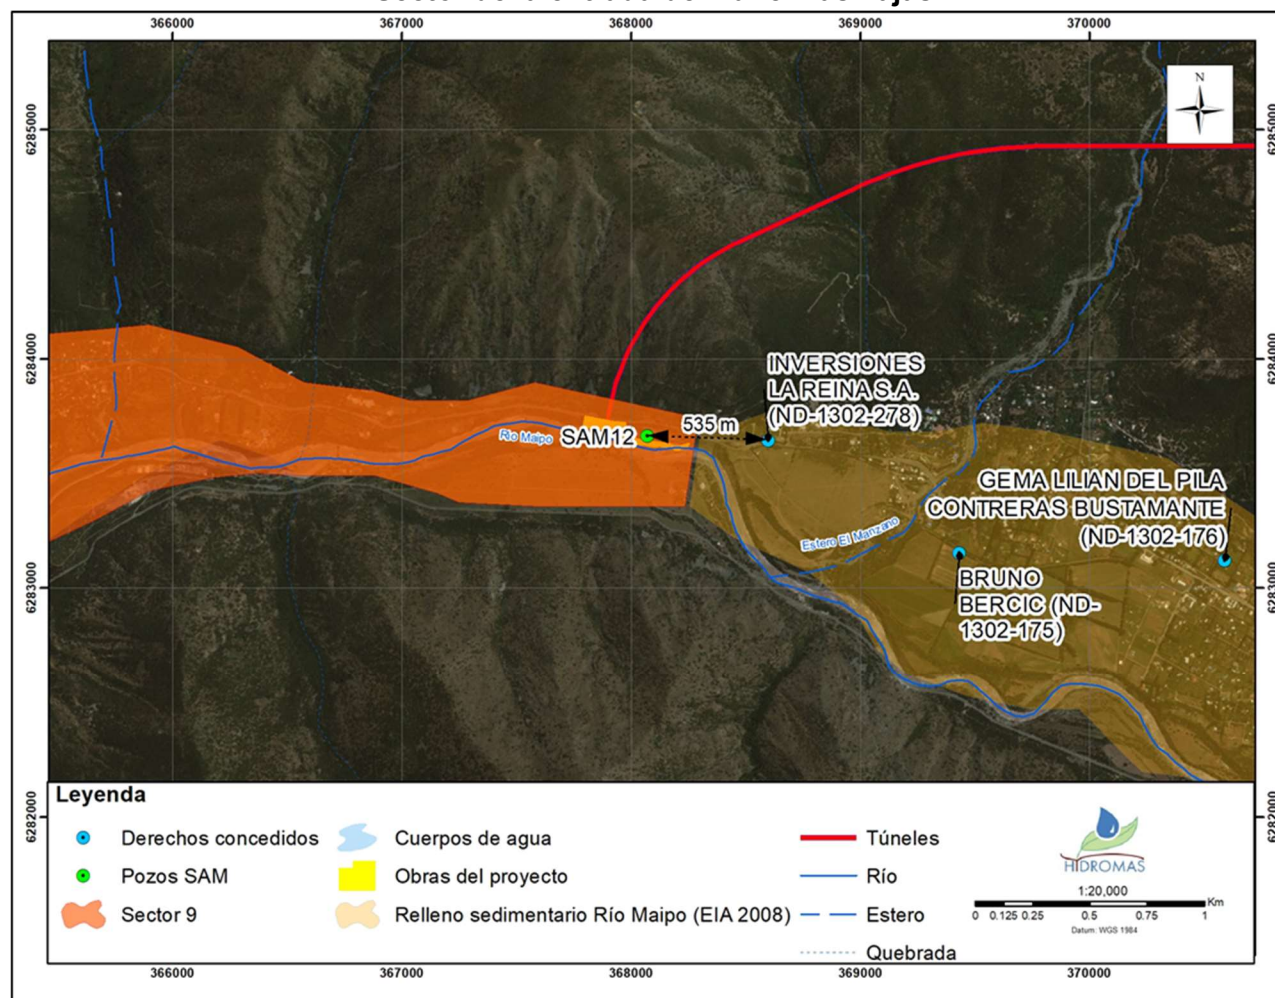 366000 367000 368000 369000 370000
N
6285000 6285000
6284000 6284000
INVERSIONES
LA REINA S.A.
(ND-1302-278)
535 m
Río Maipo
SAM12
GEMA LILIAN DEL PILA
CONTRERAS BUSTAMANTE
(ND-1302-176)
Estero El Manzano
6283000 6283000
BRUNO
BERCIC (ND-
1302-175)
6282000 6282000
Leyenda
Derechos concedidos
Pozos SAM
Sector 9
Cuerpos de agua
Obras del proyecto
Relleno sedimentario Río Maipo (EIA 2008)
Túneles
Río
Estero
Quebrada
HIDROMAS
1:20,000
0 0.125 0.25 0.5 0.75 1 Km
Datum: WGS 1984
366000 367000 368000 369000 370000